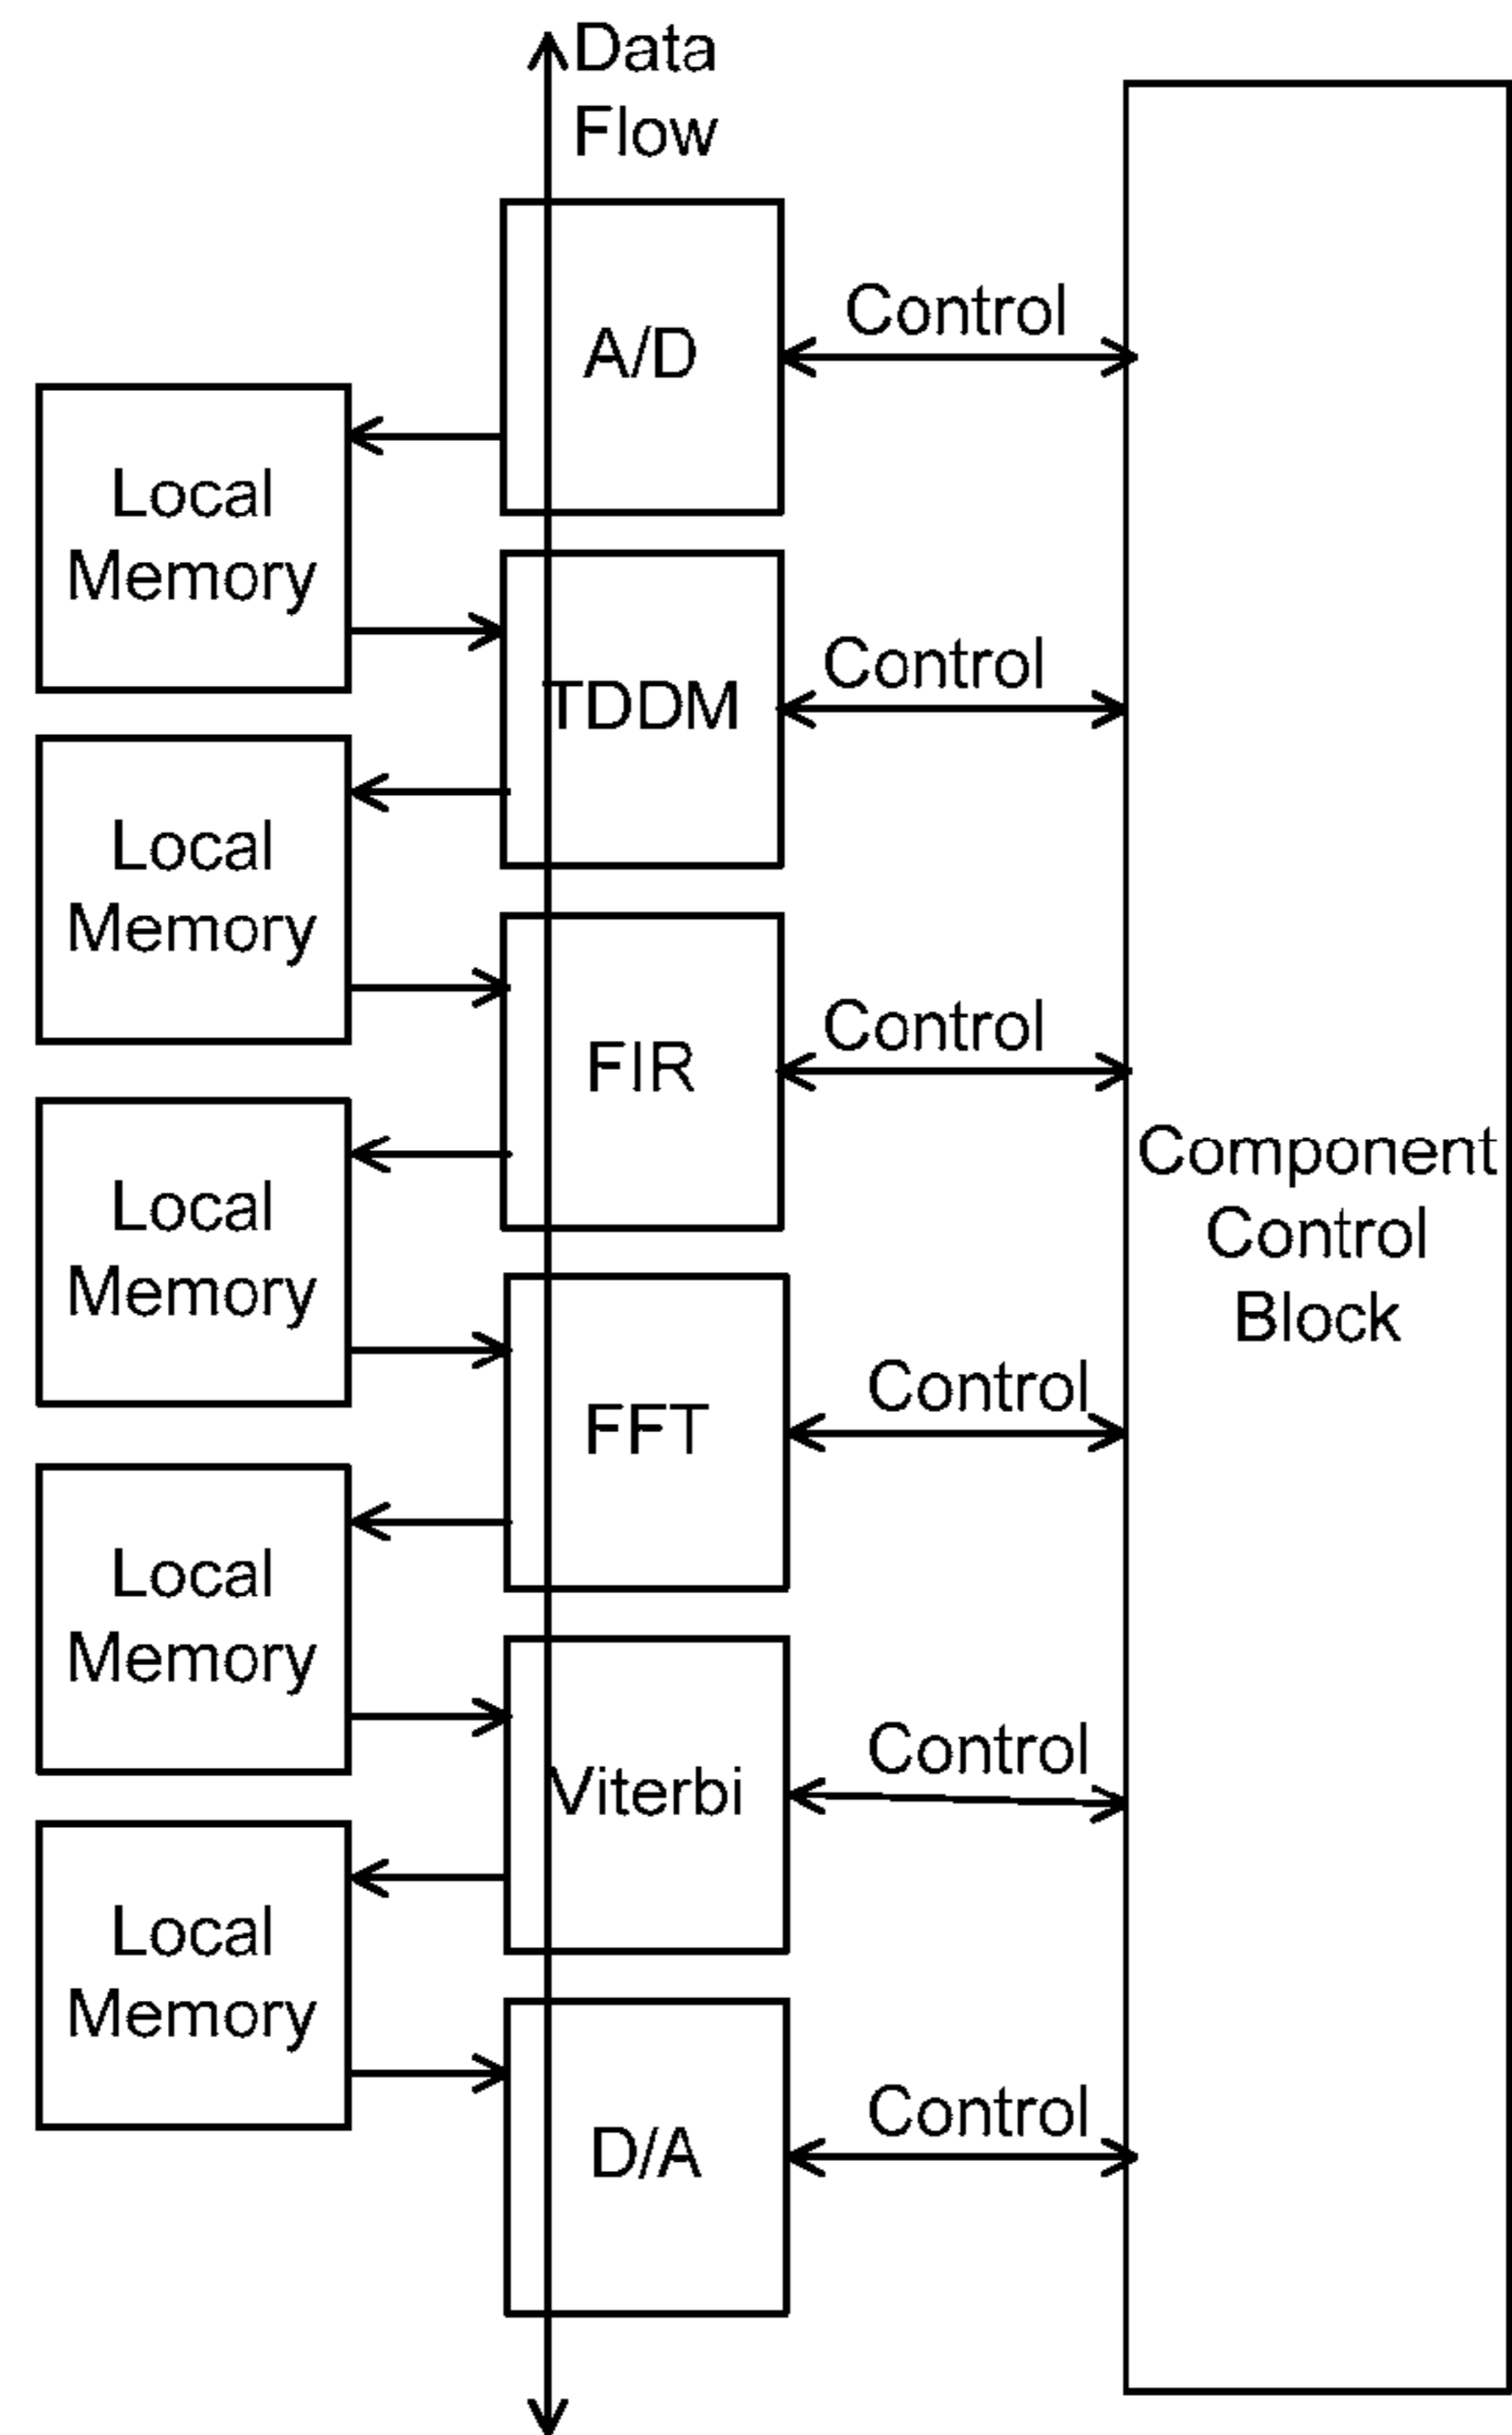 Data
Flow
A/D
Control
Local
Memory
TDDM
Control
Local
Memory
FIR
Control
Component
Control
Block
Local
Memory
FFT
Control
Local
Memory
Viterbi
Control
Local
Memory
D/A
Control